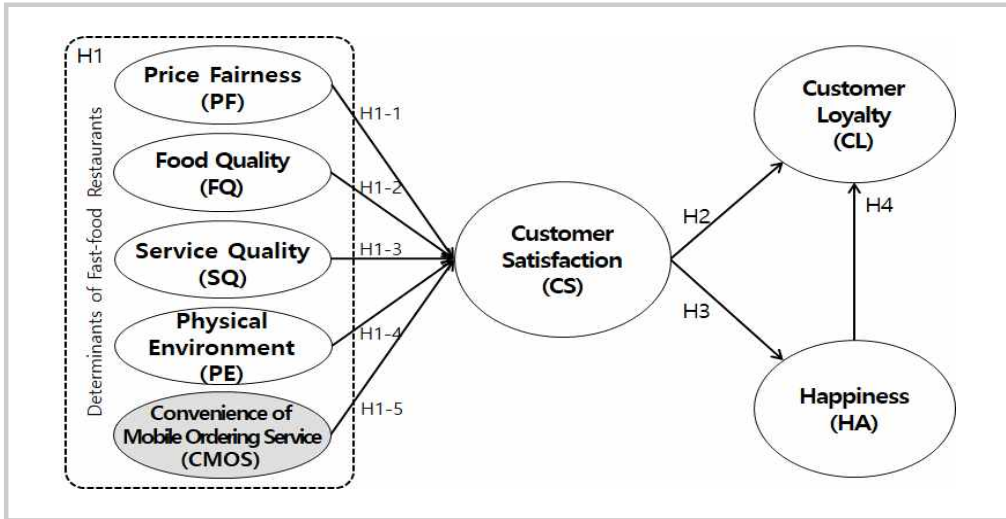 H1
Determinants of Fast-food Restaurants
Price Fairness
(PF)
Food Quality
(FQ)
Service Quality
(SQ)
Physical
Environment
(PE)
Convenience of
Mobile Ordering Service
(CMOS)
H1-1
H1-2
H1-3
H1-4
H1-5
Customer
Satisfaction
(CS)
H2
H3
Customer
Loyalty
(CL)
H4
Happiness
(HA)